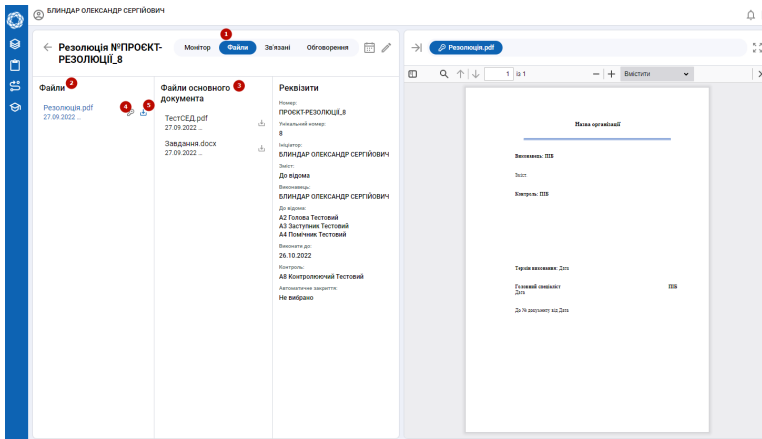 БЛИНДАР ОЛЕКСАНДР СЕРГІЙОВИЧ
1
Резолюція №ПРОЄКТ-
РЕЗОЛЮЦІЇ_8
Монітор
Файли
Зв'язані
Обговорення
Файли 2
Резолюція.pdf
27.09.2022 ...
4
5
Файли основного 3
документа
ТестСЕД.pdf
27.09.2022 ...
Завдання.docx
27.09.2022 ...
Реквізити
Номер:
ПРОЄКТ-РЕЗОЛЮЦІЇ_8
Унікальний номер:
8
Ініціатор:
БЛИНДАР ОЛЕКСАНДР СЕРГІЙОВИЧ
Зміст:
До відома
Виконавець:
БЛИНДАР ОЛЕКСАНДР СЕРГІЙОВИЧ
До відома:
А2 Голова Тестовий
А3 Заступник Тестовий
А4 Помічник Тестовий
Виконати до:
26.10.2022
Контроль:
А8 Контролюючий Тестовий
Автоматичне закриття:
Не вибрано
Резолюція.pdf
1 із 1
Вмістити
Назва організації
Виконавець: ПІБ
Зміст:
Контроль: ПІБ
Термін виконання: Дата
Головний спеціаліст ПІБ
Дата
До № документу від Дата